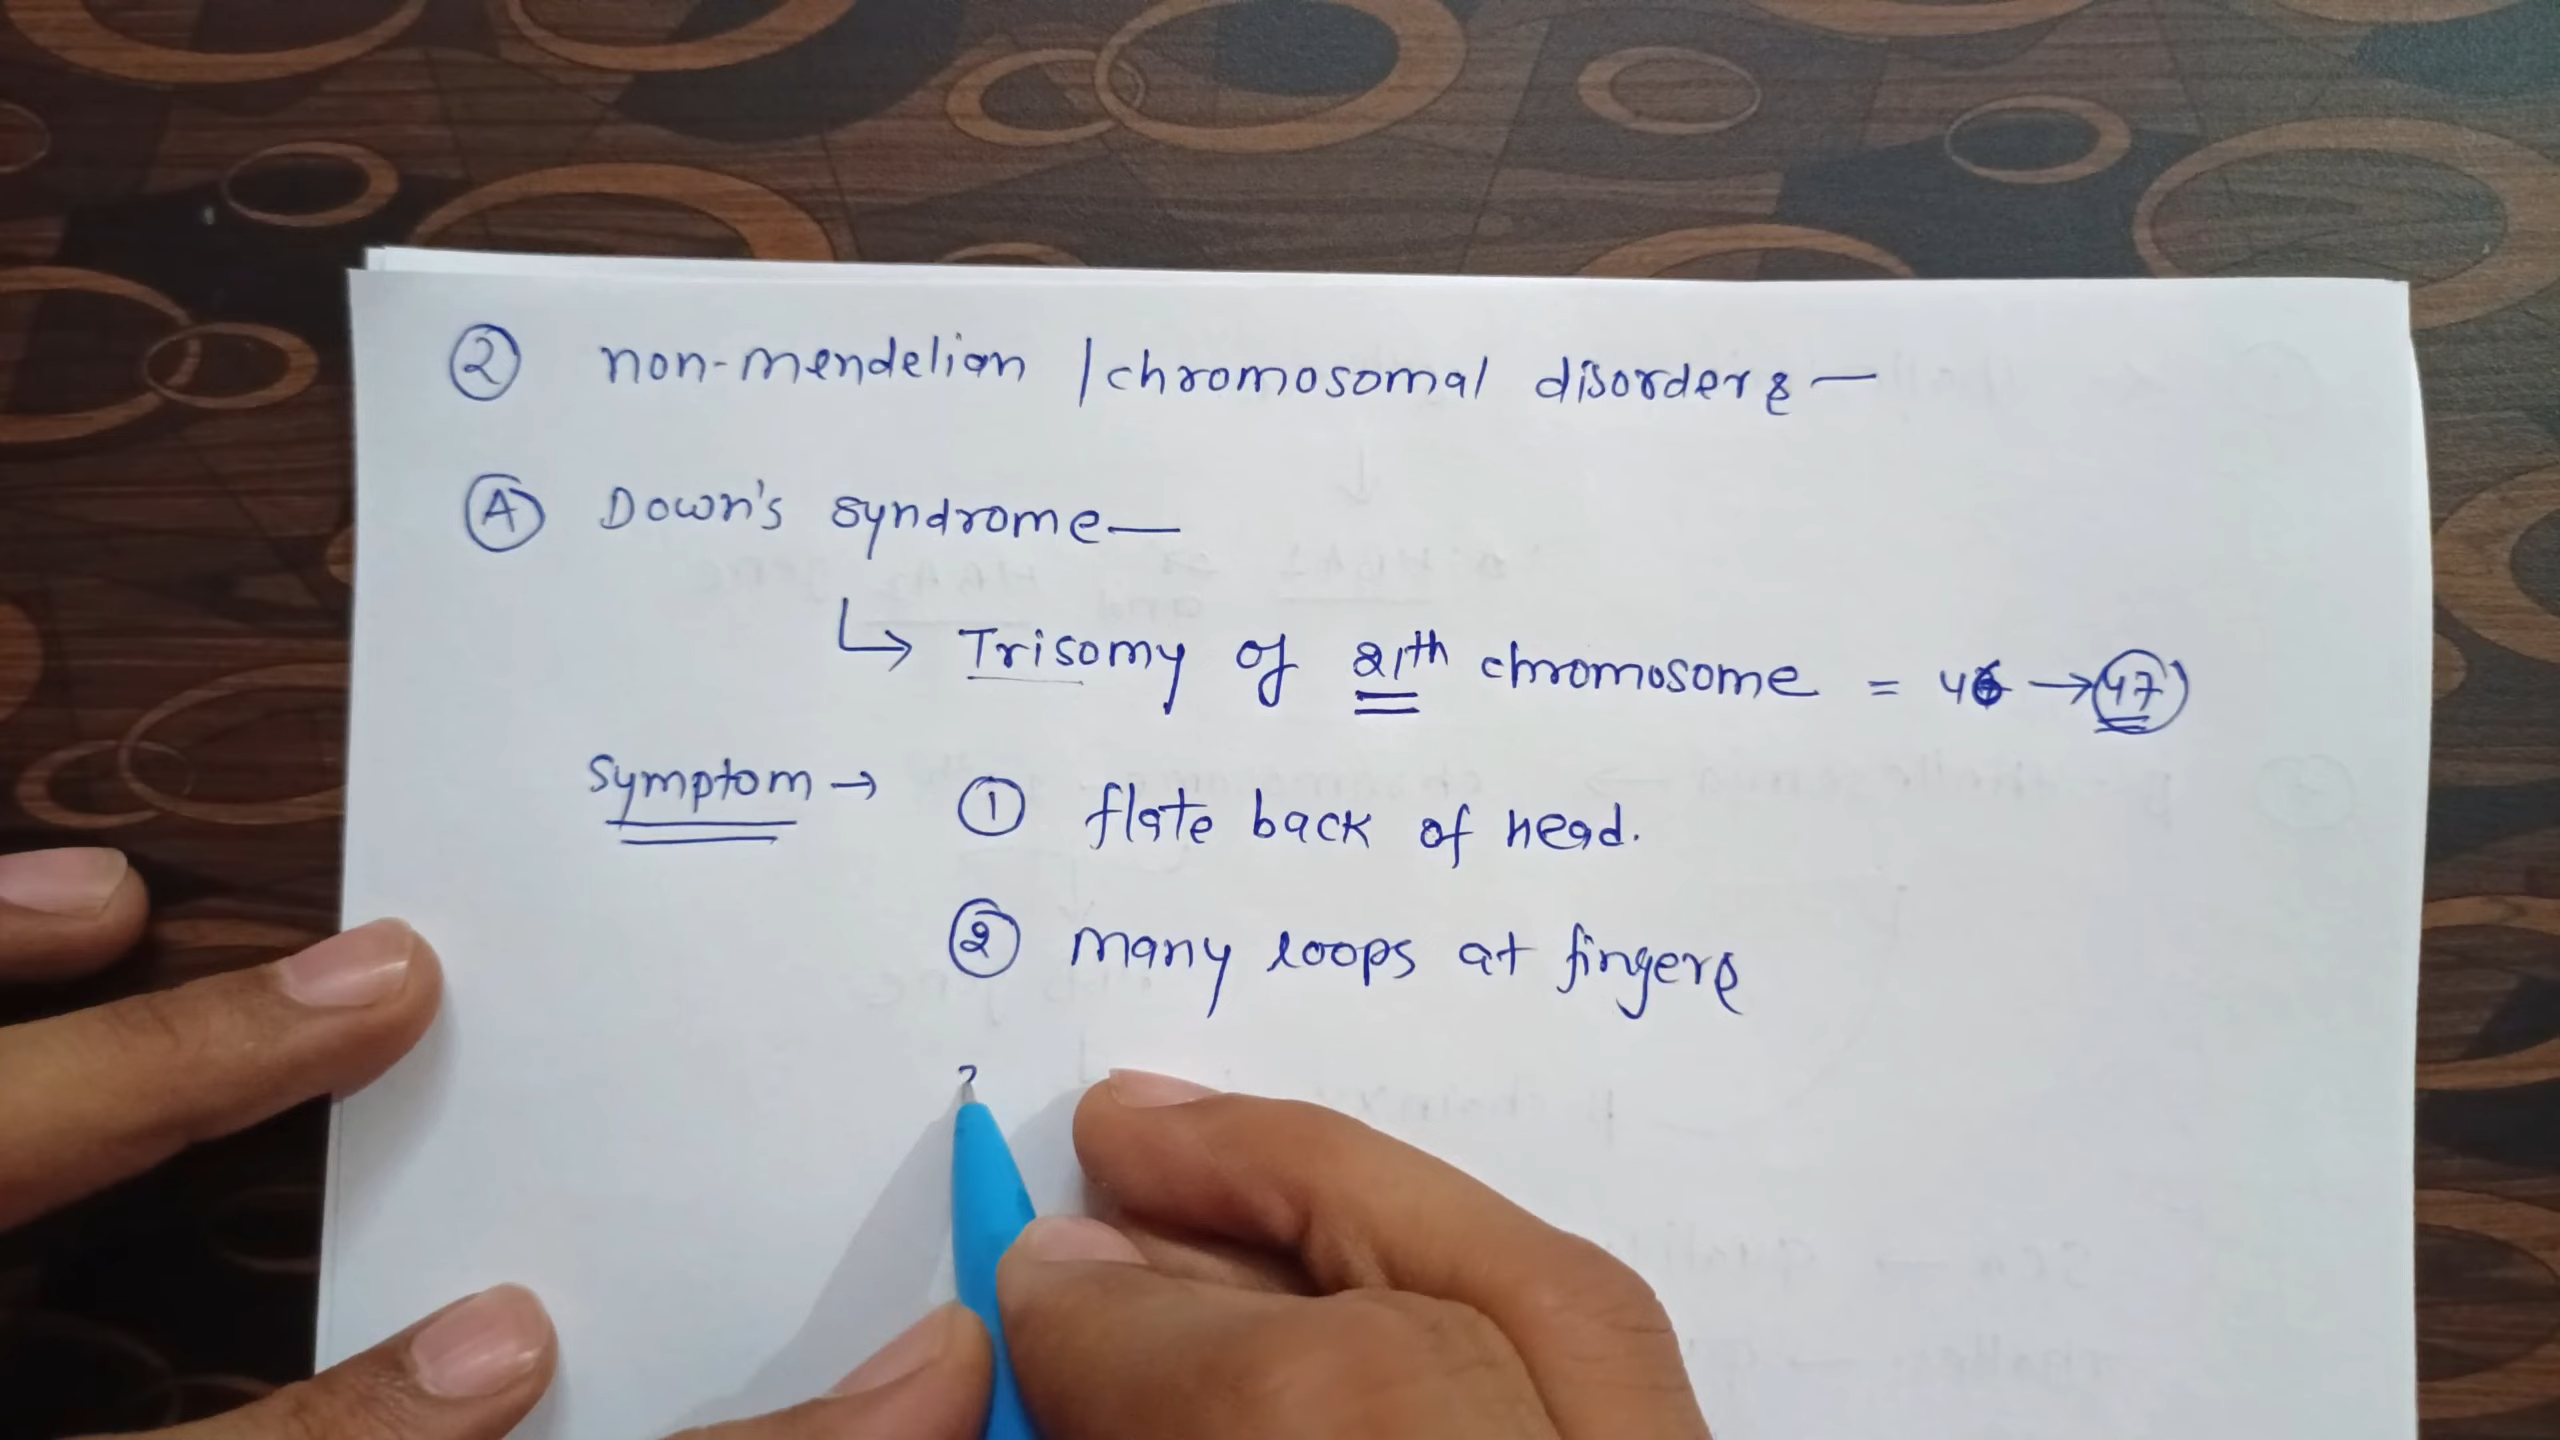 ② non-mendelian / chromosomal disorders —
Ⓐ Down's syndrome —
↳ Trisomy of 21th chromosome = 46 → 47
Symptom → ① flate back of head.
② many loops at fingers